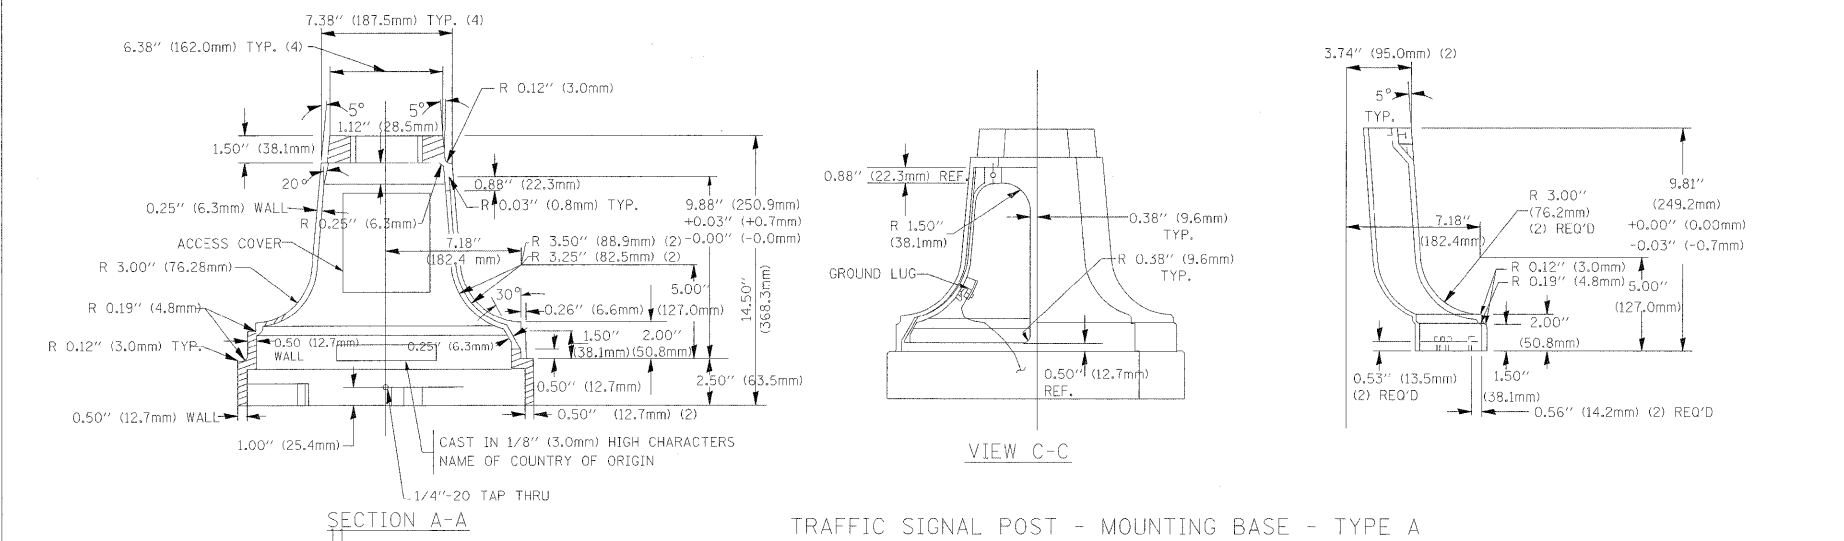 7.38" (187.5mm) TYP. (4)
6.38" (162.0mm) TYP. (4)
R 0.12" (3.0mm)
5°
5°
1.12" (28.5mm)
1.50" (38.1mm)
20°
0.88" (22.3mm)
0.25" (6.3mm) WALL
R 0.03" (0.8mm) TYP.
R 0.25" (6.3mm)
9.88" (250.9mm)
+0.03" (+0.7mm)
-0.00" (-0.0mm)
ACCESS COVER
7.18"
(182.4 mm)
R 3.50" (88.9mm) (2)
R 3.25" (82.5mm) (2)
R 3.00" (76.28mm)
30°
5.00"
(127.0mm)
R 0.19" (4.8mm)
0.26" (6.6mm)
14.50"
(368.3mm)
R 0.12" (3.0mm) TYP.
0.50 (12.7mm)
WALL
0.25" (6.3mm)
1.50"
(38.1mm)
2.00"
(50.8mm)
0.50" (12.7mm)
2.50" (63.5mm)
0.50" (12.7mm) WALL
0.50" (12.7mm) (2)
1.00" (25.4mm)
CAST IN 1/8" (3.0mm) HIGH CHARACTERS
NAME OF COUNTRY OF ORIGIN
1/4"-20 TAP THRU
SECTION A-A
0.88" (22.3mm) REF.
R 1.50"
(38.1mm)
0.38" (9.6mm)
TYP.
GROUND LUG
R 0.38" (9.6mm)
TYP.
0.50" (12.7mm)
REF.
VIEW C-C
3.74" (95.0mm) (2)
5°
TYP.
R 3.00"
(76.2mm)
(2) REQ'D
7.18"
(182.4mm)
9.81"
(249.2mm)
+0.00" (0.00mm)
-0.03" (-0.7mm)
R 0.12" (3.0mm)
R 0.19" (4.8mm)
5.00"
(127.0mm)
2.00"
(50.8mm)
0.53" (13.5mm)
(2) REQ'D
1.50"
(38.1mm)
0.56" (14.2mm) (2) REQ'D
TRAFFIC SIGNAL POST - MOUNTING BASE - TYPE A